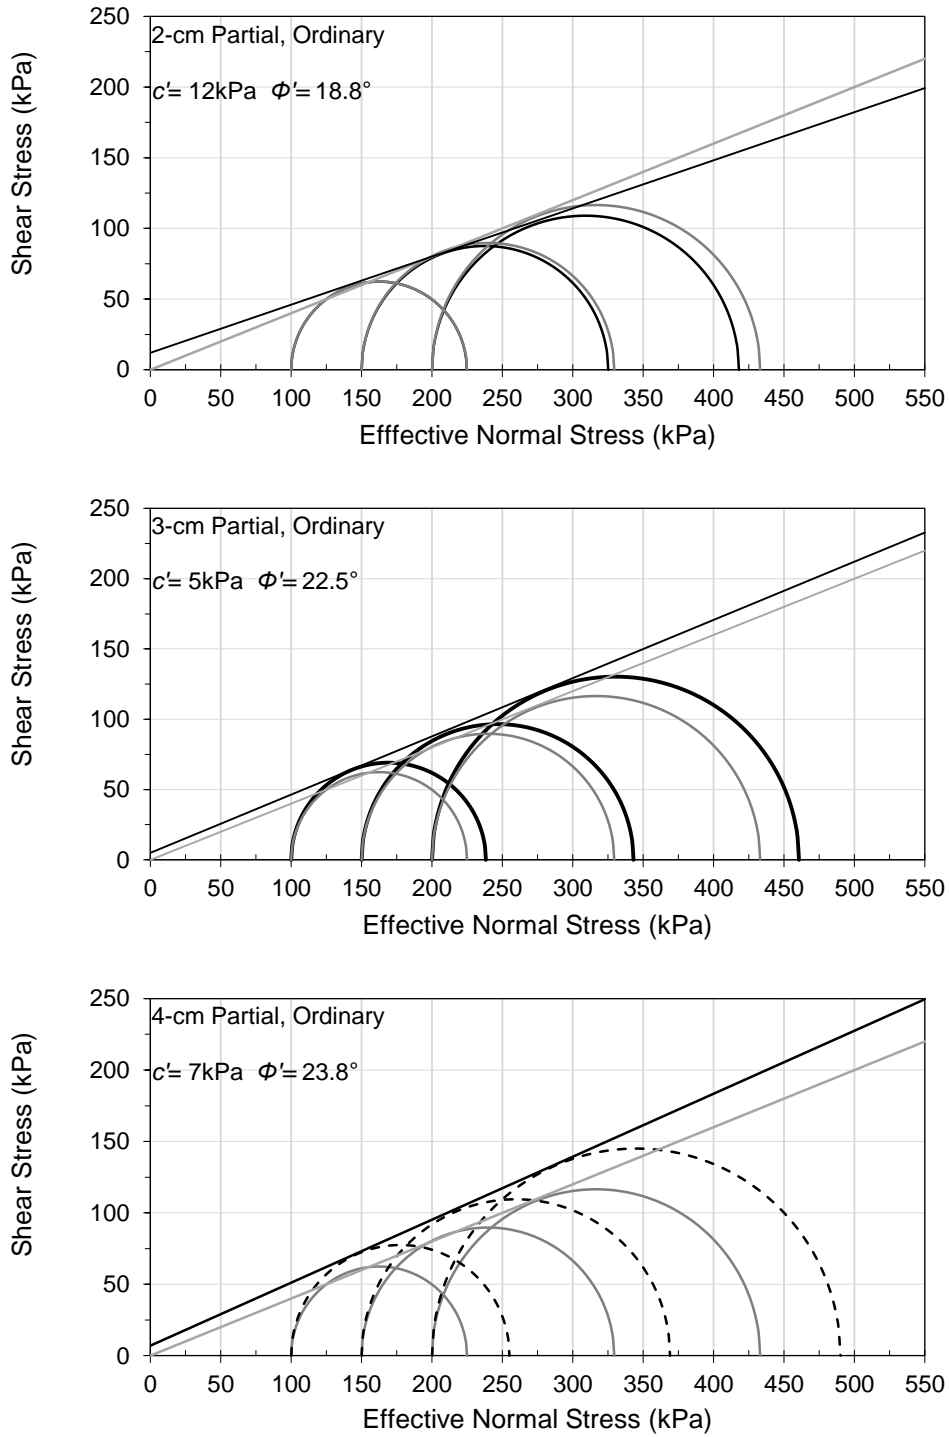 250
200
150
100
50
0
Shear Stress (kPa)
2-cm Partial, Ordinary
c′= 12kPa Φ′= 18.8°
0 50 100 150 200 250 300 350 400 450 500 550
Efffective Normal Stress (kPa)
250
200
150
100
50
0
Shear Stress (kPa)
3-cm Partial, Ordinary
c′= 5kPa Φ′= 22.5°
0 50 100 150 200 250 300 350 400 450 500 550
Effective Normal Stress (kPa)
250
200
150
100
50
0
Shear Stress (kPa)
4-cm Partial, Ordinary
c′= 7kPa Φ′= 23.8°
0 50 100 150 200 250 300 350 400 450 500 550
Effective Normal Stress (kPa)